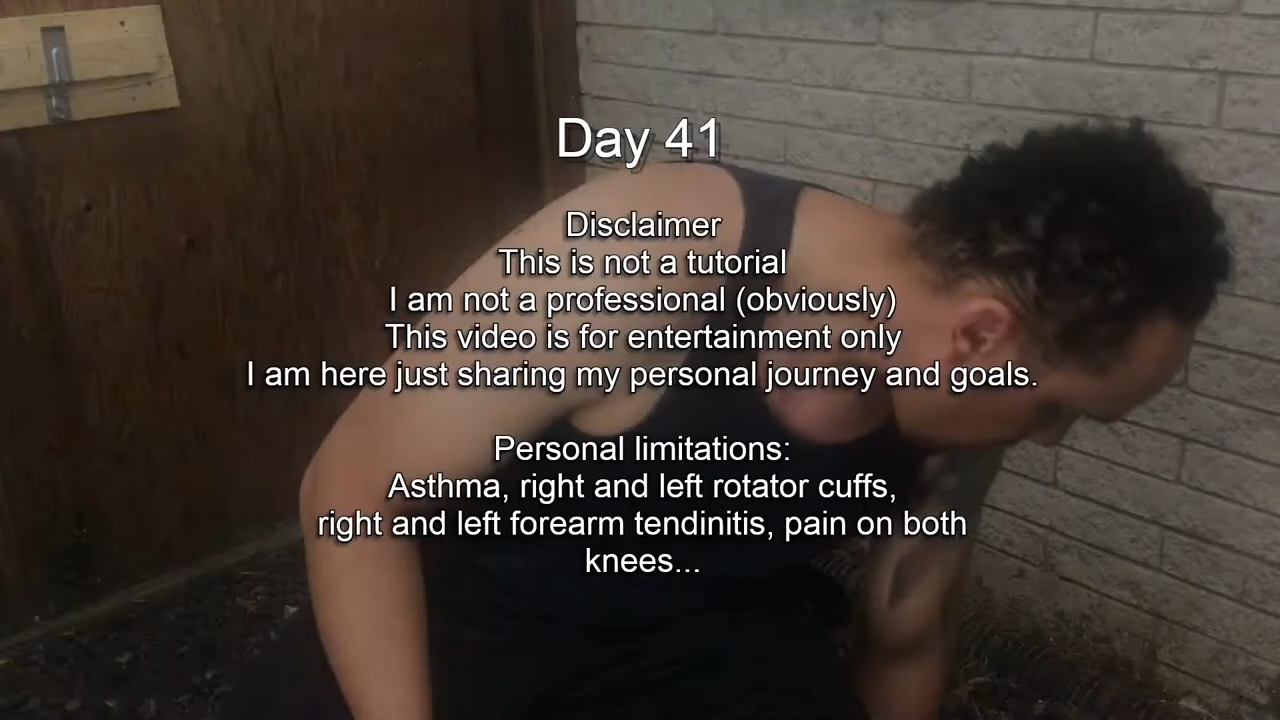 Day 41
Disclaimer
This is not a tutorial
I am not a professional (obviously)
This video is for entertainment only
I am here just sharing my personal journey and goals.
Personal limitations:
Asthma, right and left rotator cuffs,
right and left forearm tendinitis, pain on both
knees...